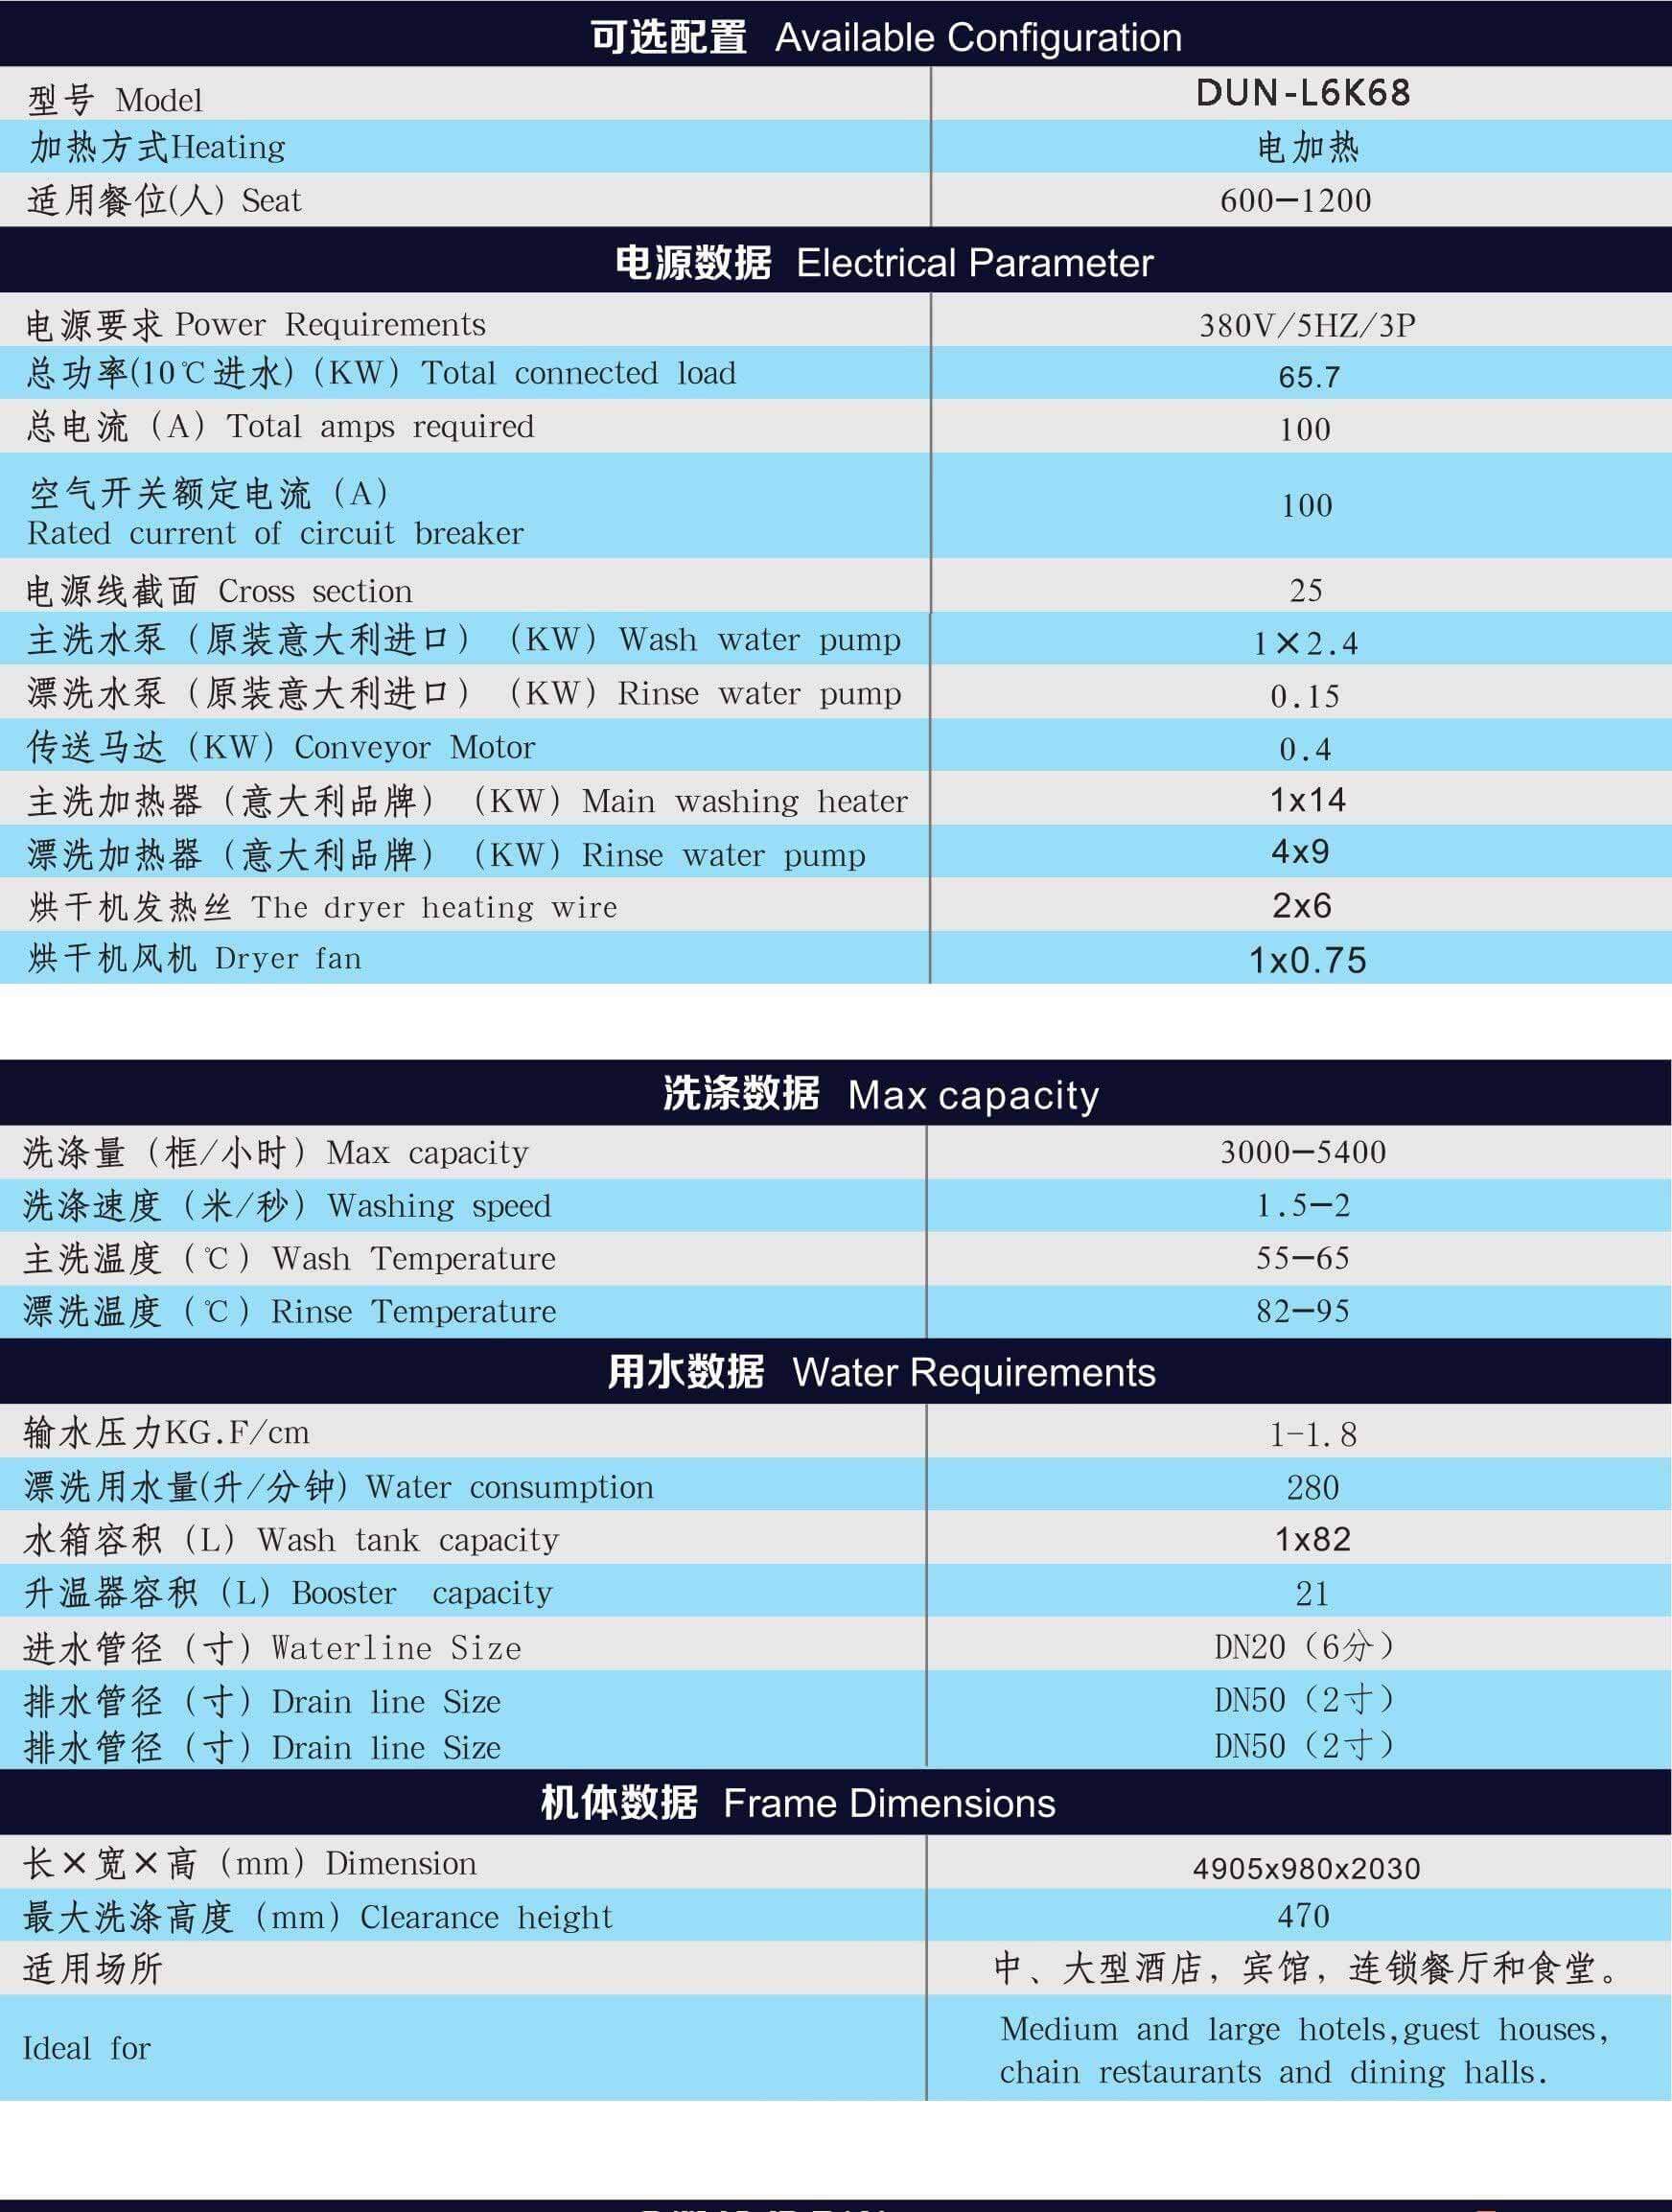 可选配置 Available Configuration
型号 Model DUN-L6K68
加热方式Heating 电加热
适用餐位(人) Seat 600—1200
电源数据 Electrical Parameter
电源要求 Power Requirements 380V/5HZ/3P
总功率(10℃进水)（KW）Total connected load 65.7
总电流（A）Total amps required 100
空气开关额定电流（A）
Rated current of circuit breaker 100
电源线截面 Cross section 25
主洗水泵（原装意大利进口）（KW）Wash water pump 1×2.4
漂洗水泵（原装意大利进口）（KW）Rinse water pump 0.15
传送马达（KW）Conveyor Motor 0.4
主洗加热器（意大利品牌）（KW）Main washing heater 1x14
漂洗加热器（意大利品牌）（KW）Rinse water pump 4x9
烘干机发热丝 The dryer heating wire 2x6
烘干机风机 Dryer fan 1x0.75
洗涤数据 Max capacity
洗涤量（框/小时）Max capacity 3000—5400
洗涤速度（米/秒）Washing speed 1.5—2
主洗温度（℃）Wash Temperature 55—65
漂洗温度（℃）Rinse Temperature 82—95
用水数据 Water Requirements
输水压力KG.F/cm 1-1.8
漂洗用水量(升/分钟) Water consumption 280
水箱容积（L）Wash tank capacity 1x82
升温器容积（L）Booster capacity 21
进水管径（寸）Waterline Size DN20（6分）
排水管径（寸）Drain line Size DN50（2寸）
排水管径（寸）Drain line Size DN50（2寸）
机体数据 Frame Dimensions
长×宽×高（mm）Dimension 4905x980x2030
最大洗涤高度（mm）Clearance height 470
适用场所 中、大型酒店，宾馆，连锁餐厅和食堂。
Ideal for Medium and large hotels,guest houses,
chain restaurants and dining halls.